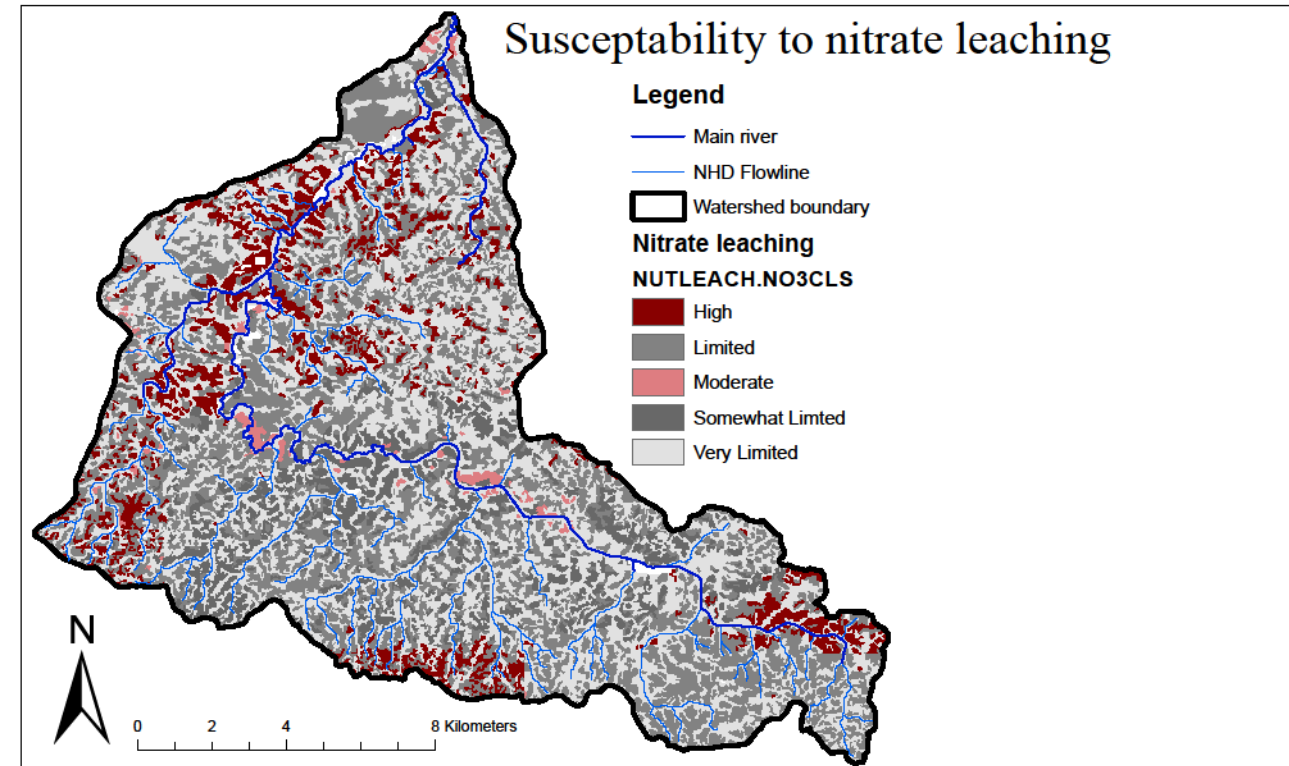 Susceptability to nitrate leaching
Legend
Main river
NHD Flowline
Watershed boundary
Nitrate leaching
NUTLEACH.NO3CLS
High
Limited
Moderate
Somewhat Limted
Very Limited
N
0 2 4 8 Kilometers